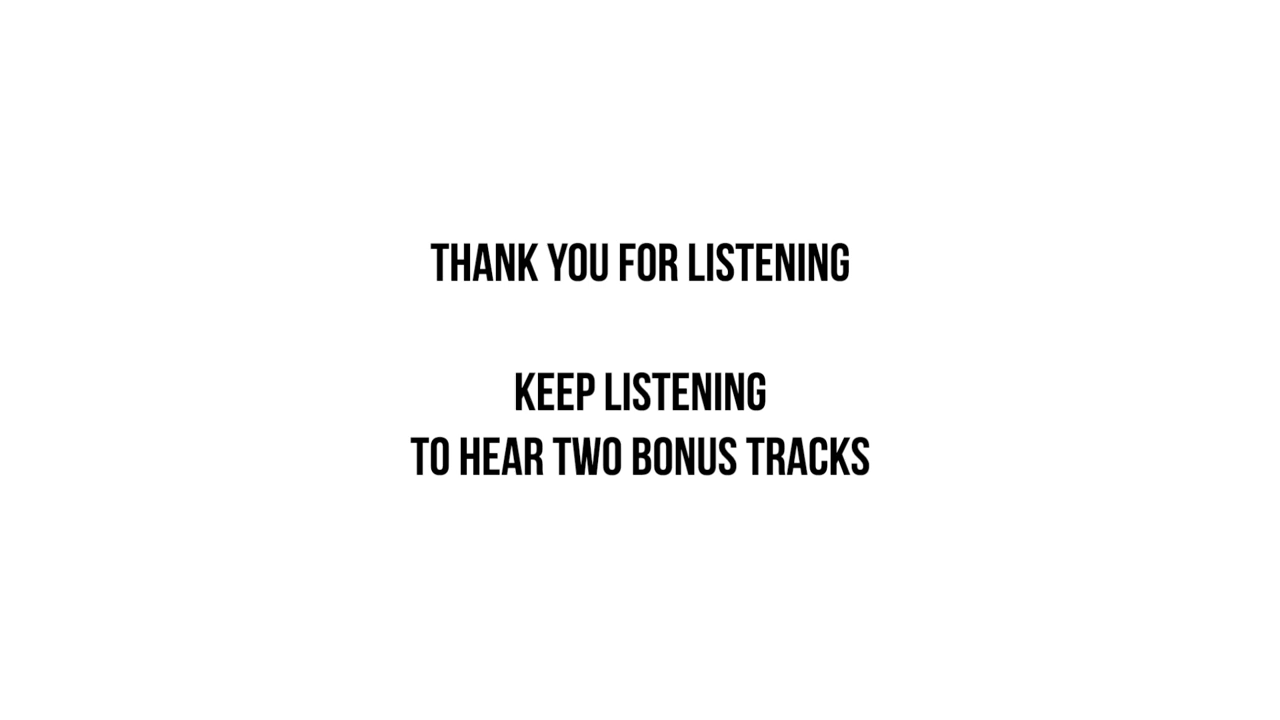 THANK YOU FOR LISTENING
KEEP LISTENING
TO HEAR TWO BONUS TRACKS